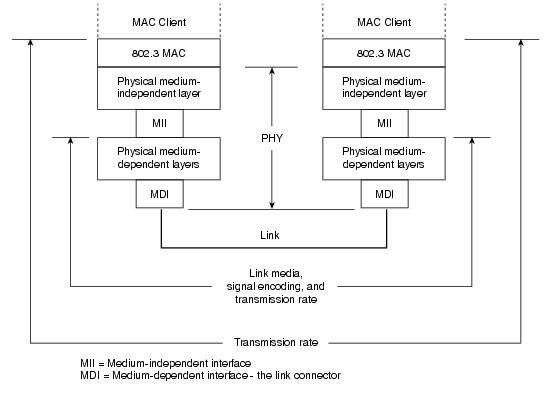 MAC Client
MAC Client
802.3 MAC
802.3 MAC
Physical medium-
independent layer
Physical medium-
independent layer
MII
PHY
MII
Physical medium-
dependent layers
Physical medium-
dependent layers
MDI
MDI
Link
Link media,
signal encoding, and
transmission rate
Transmission rate
MII = Medium-independent interface
MDI = Medium-dependent interface - the link connector